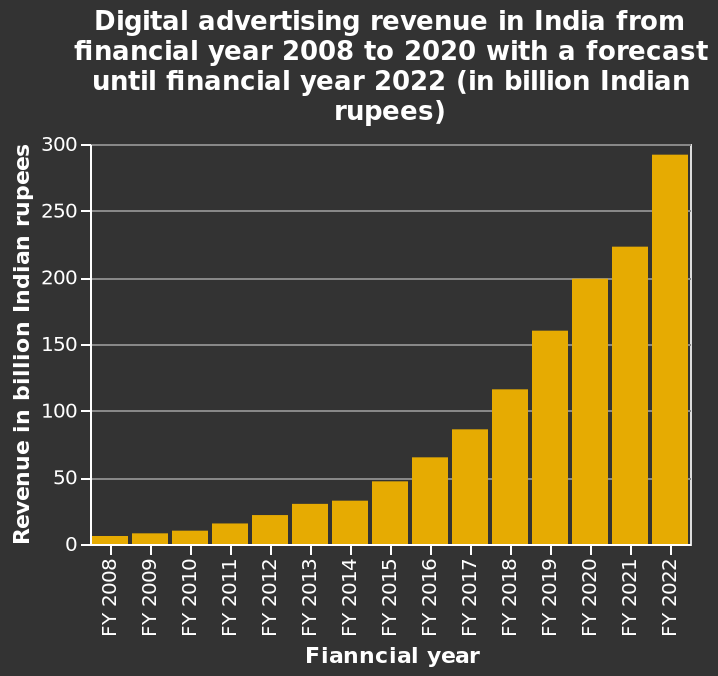 Digital advertising revenue in India from
financial year 2008 to 2020 with a forecast
until financial year 2022 (in billion Indian
rupees)
Revenue in billion Indian rupees
300
250
200
150
100
50
0
FY 2008
FY 2009
FY 2010
FY 2011
FY 2012
FY 2013
FY 2014
FY 2015
FY 2016
FY 2017
FY 2018
FY 2019
FY 2020
FY 2021
FY 2022
Fianncial year